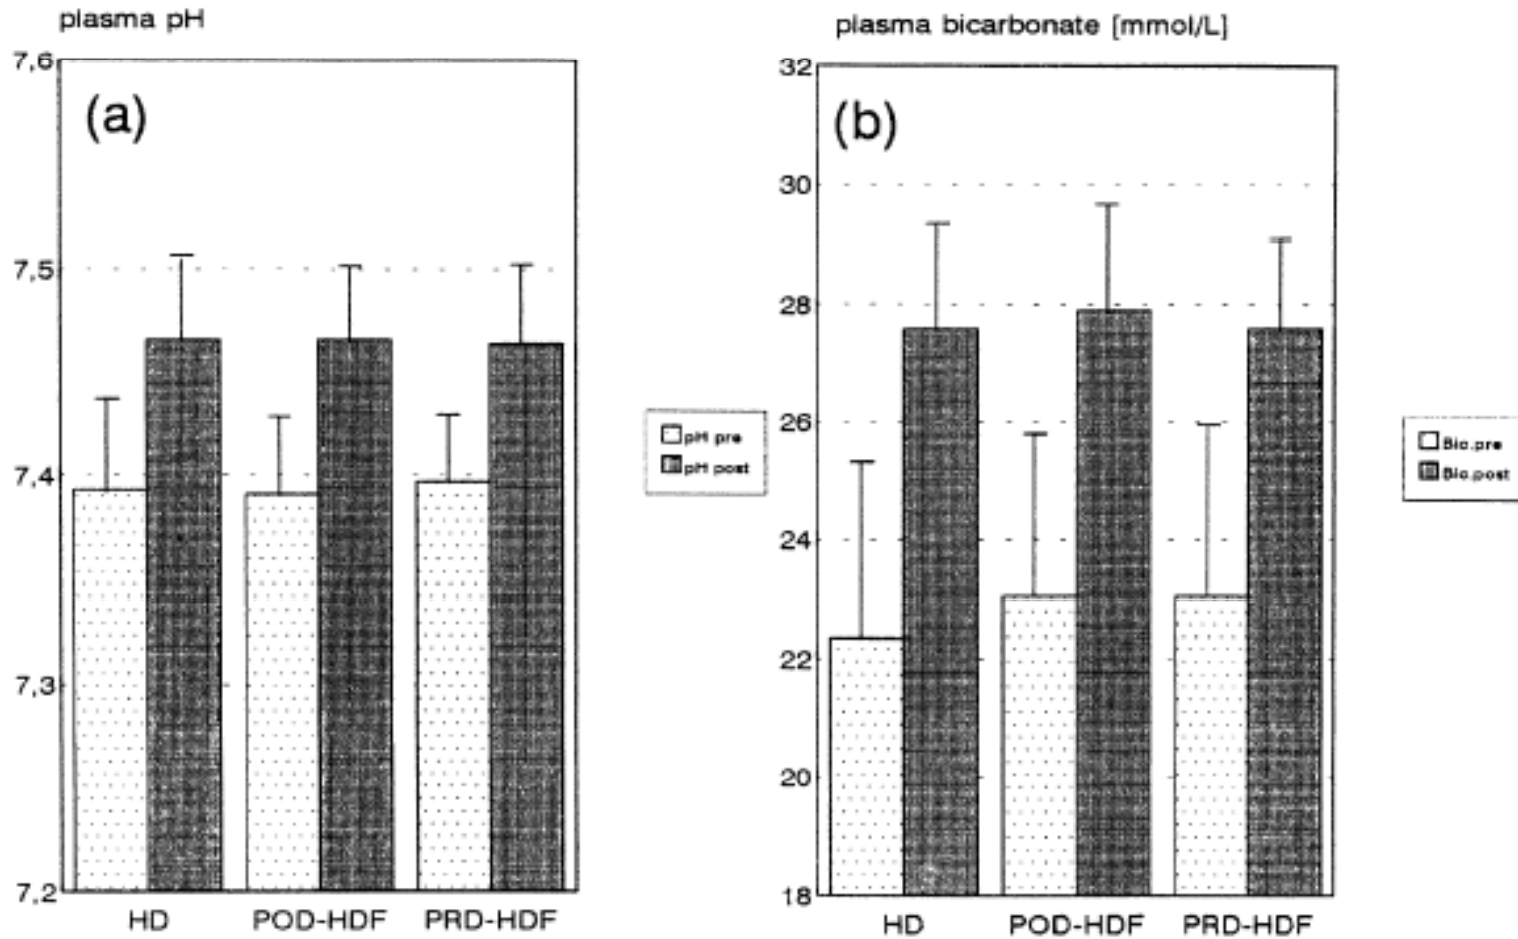 plasma pH
7,6
(a)
7,5
7,4
7,3
7,2
HD POD-HDF PRD-HDF
pH pre
pH post
plasma bicarbonate [mmol/L]
32
(b)
30
28
26
24
22
20
18
HD POD-HDF PRD-HDF
Bic.pre
Bic.post